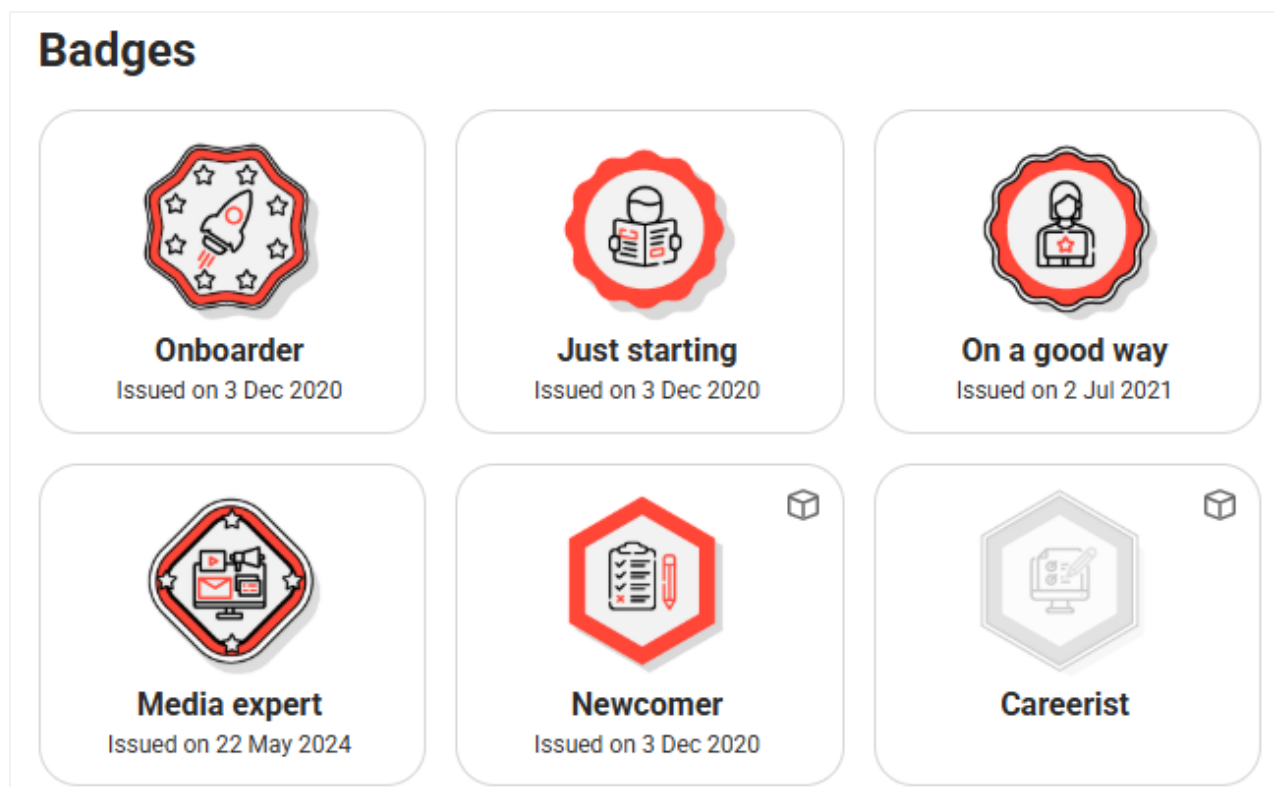 Badges
Onboarder
Issued on 3 Dec 2020
Just starting
Issued on 3 Dec 2020
On a good way
Issued on 2 Jul 2021
Media expert
Issued on 22 May 2024
Newcomer
Issued on 3 Dec 2020
Careerist